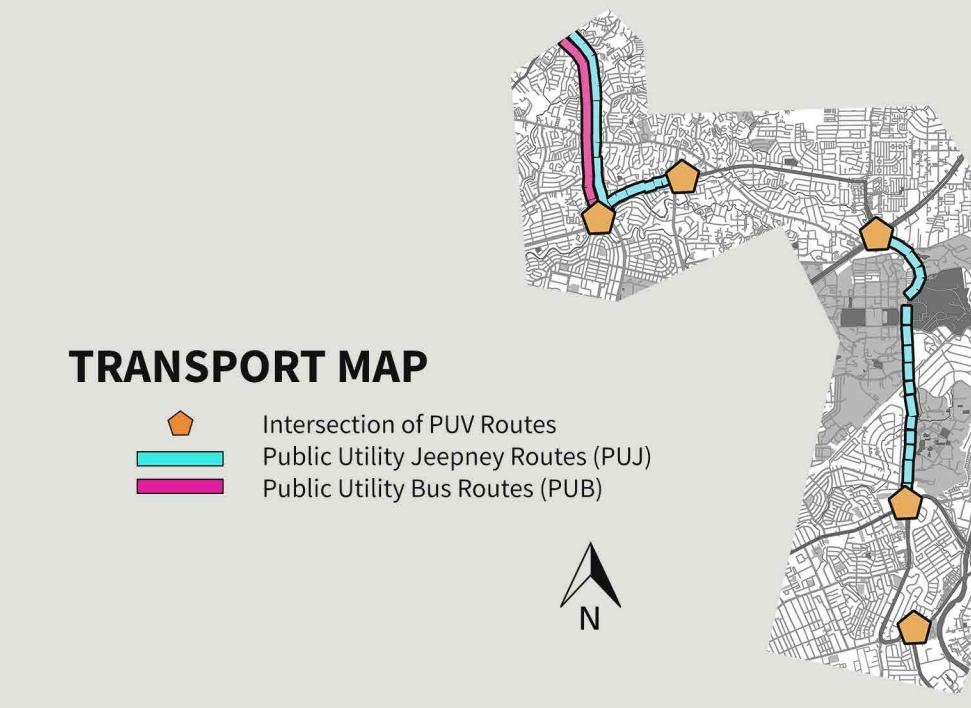 TRANSPORT MAP
Intersection of PUV Routes
Public Utility Jeepney Routes (PUJ)
Public Utility Bus Routes (PUB)
N